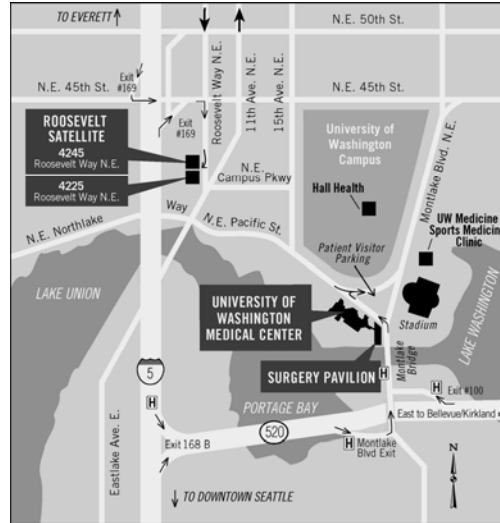 TO EVERETT
N.E. 50th St.
N.E. 45th St.
Exit
#169
Roosevelt Way N.E.
11th Ave. N.E.
15th Ave. N.E.
N.E. 45th St.
Exit
#169
ROOSEVELT
SATELLITE
4245
Roosevelt Way N.E.
4225
Roosevelt Way N.E.
University of
Washington
Campus
Montlake Blvd. N.E.
N.E.
Campus Pkwy
Hall Health
N.E. Northlake
Way
N.E. Pacific St.
UW Medicine
Sports Medicine
Clinic
Patient Visitor
Parking
LAKE UNION
UNIVERSITY OF
WASHINGTON
MEDICAL CENTER
Stadium
LAKE WASHINGTON
SURGERY PAVILION
H
Montlake
Bridge
5
H
H
Exit #100
PORTAGE BAY
East to Bellevue/Kirkland
Eastlake Ave. E.
Exit 168 B
520
H
Montlake
Blvd Exit
N
TO DOWNTOWN SEATTLE